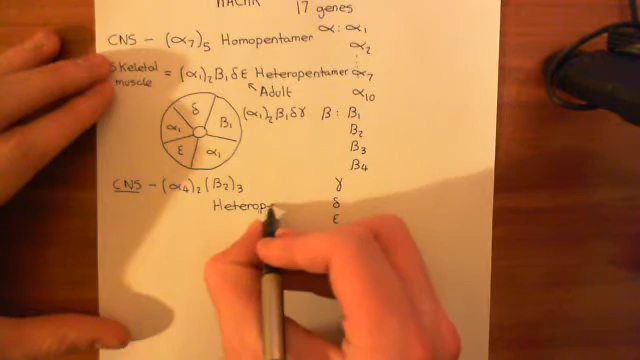 nAChR
17 genes
CNS - (α7)5 Homopentamer
α : α1
α2
⋮
Skeletal muscle = (α1)2 β1 δ ε Heteropentamer
α7
Adult
α10
δ
β1
α1
ε
α1
(α1)2 β1 δ γ
β : β1
β2
β3
β4
CNS - (α4)2 (β2)3
γ
Heterop
δ
ε